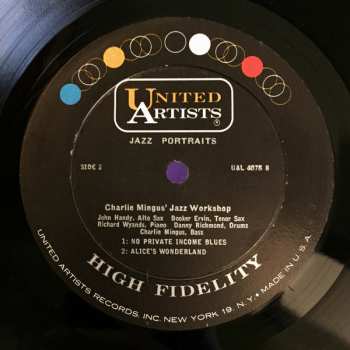 UNITED
ARTISTS
®
JAZZ PORTRAITS
SIDE 2
UAL 4075 B
Charlie Mingus' Jazz Workshop
John Handy, Alto Sax Booker Ervin, Tenor Sax
Richard Wyands, Piano Danny Richmond, Drums
Charlie Mingus, Bass
1: NO PRIVATE INCOME BLUES
2: ALICE'S WONDERLAND
HIGH FIDELITY
UNITED ARTISTS RECORDS, INC. NEW YORK 19, N.Y. • MADE IN U.S.A.